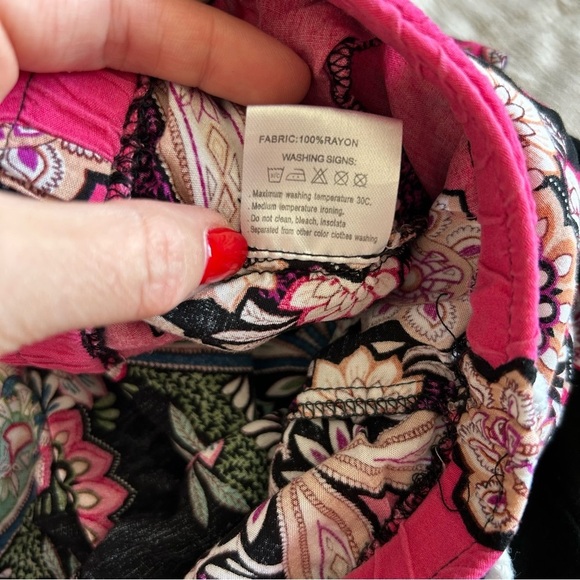 FABRIC:100%RAYON
WASHING SIGNS:
. Maximum washing temperature 30C.
. Medium temperature ironing.
. Do not clean, bleach, insolate
. Separated from other color clothes washing